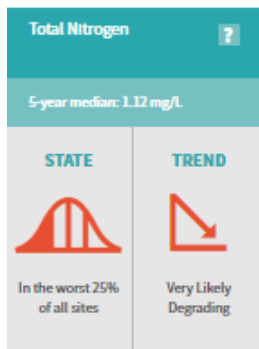 Total Nitrogen
?
5-year median: 1.12 mg/L
STATE
TREND
In the worst 25%
of all sites
Very Likely
Degrading